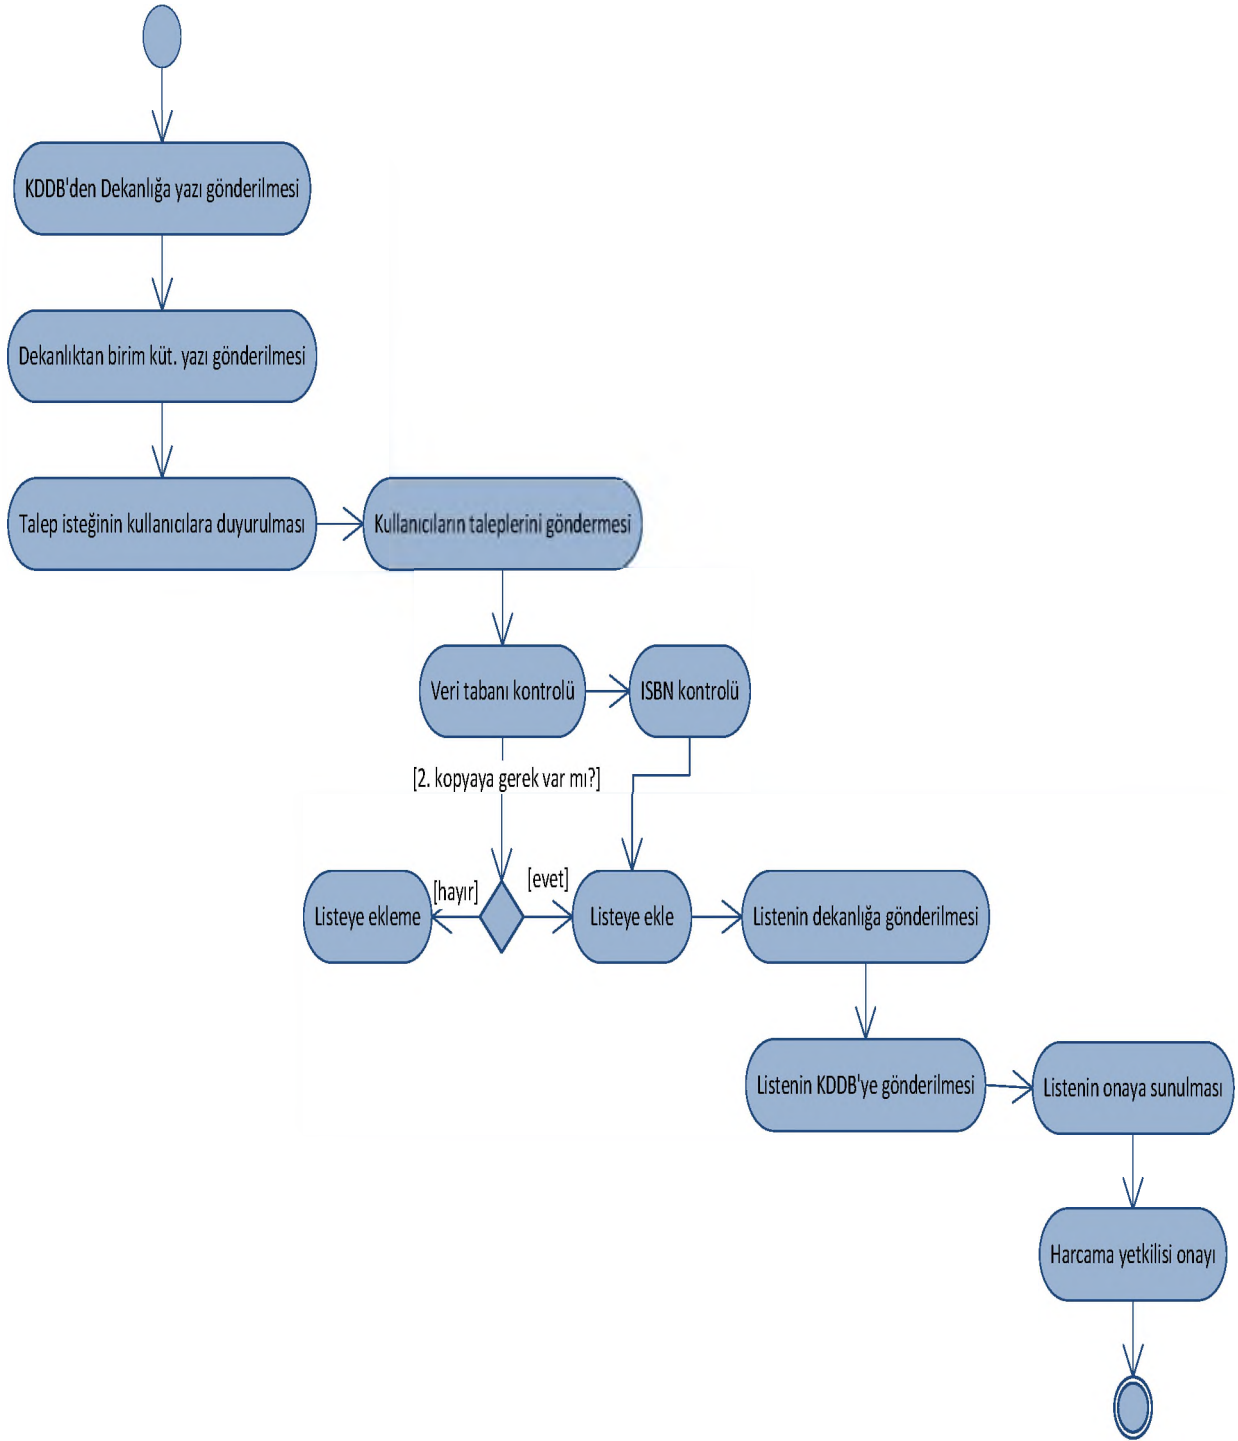 KDDB'den Dekanlığa yazı gönderilmesi
Dekanlıktan birim küt. yazı gönderilmesi
Talep isteğinin kullanıcılara duyurulması
Kullanıcıların taleplerini göndermesi
Veri tabanı kontrolü
ISBN kontrolü
[2. kopyaya gerek var mı?]
[hayır]
[evet]
Listeye ekleme
Listeye ekle
Listenin dekanlığa gönderilmesi
Listenin KDDB'ye gönderilmesi
Listenin onaya sunulması
Harcama yetkilisi onayı